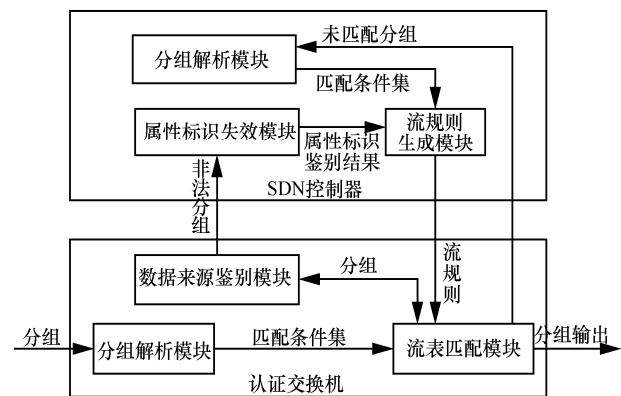 未匹配分组
分组解析模块
匹配条件集
属性标识失效模块
流规则
生成模块
属性标识
鉴别结果
SDN控制器
非法分组
数据来源鉴别模块
分组
流规则
分组
分组解析模块
匹配条件集
流表匹配模块
分组输出
认证交换机